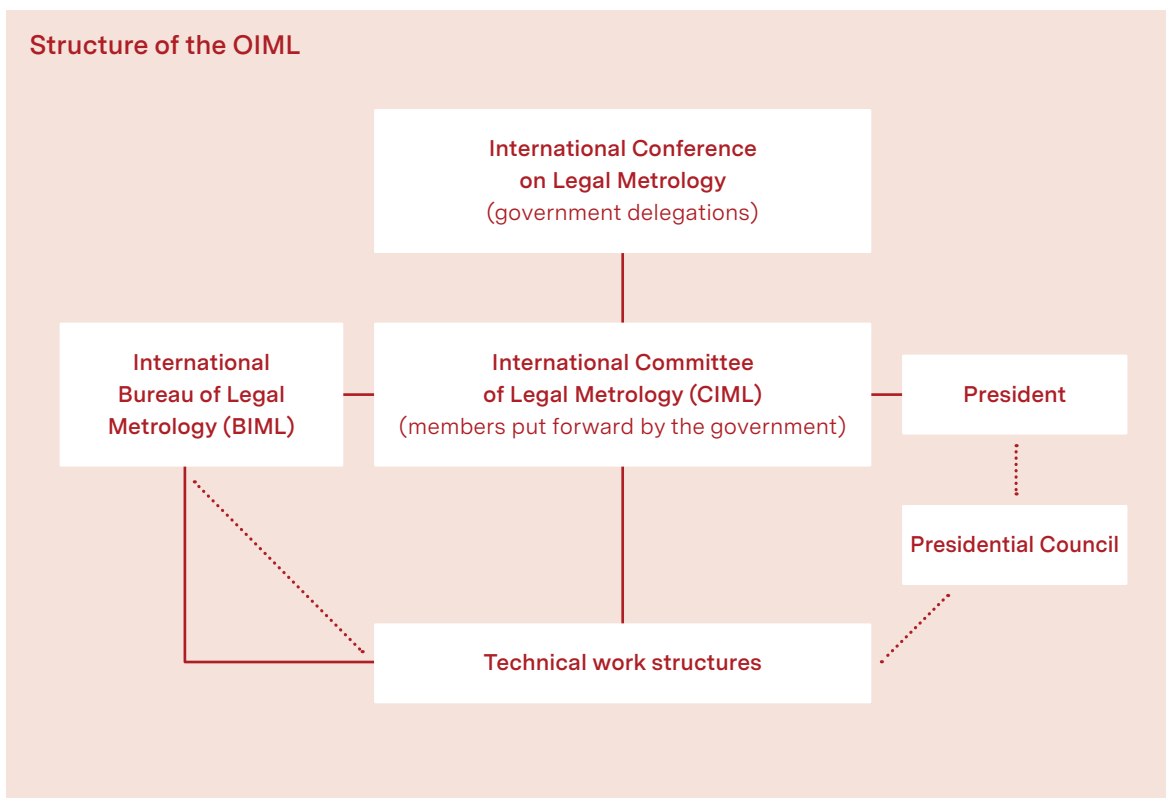 Structure of the OIML
International Conference
on Legal Metrology
(government delegations)
International
Bureau of Legal
Metrology (BIML)
International Committee
of Legal Metrology (CIML)
(members put forward by the government)
President
Presidential Council
Technical work structures